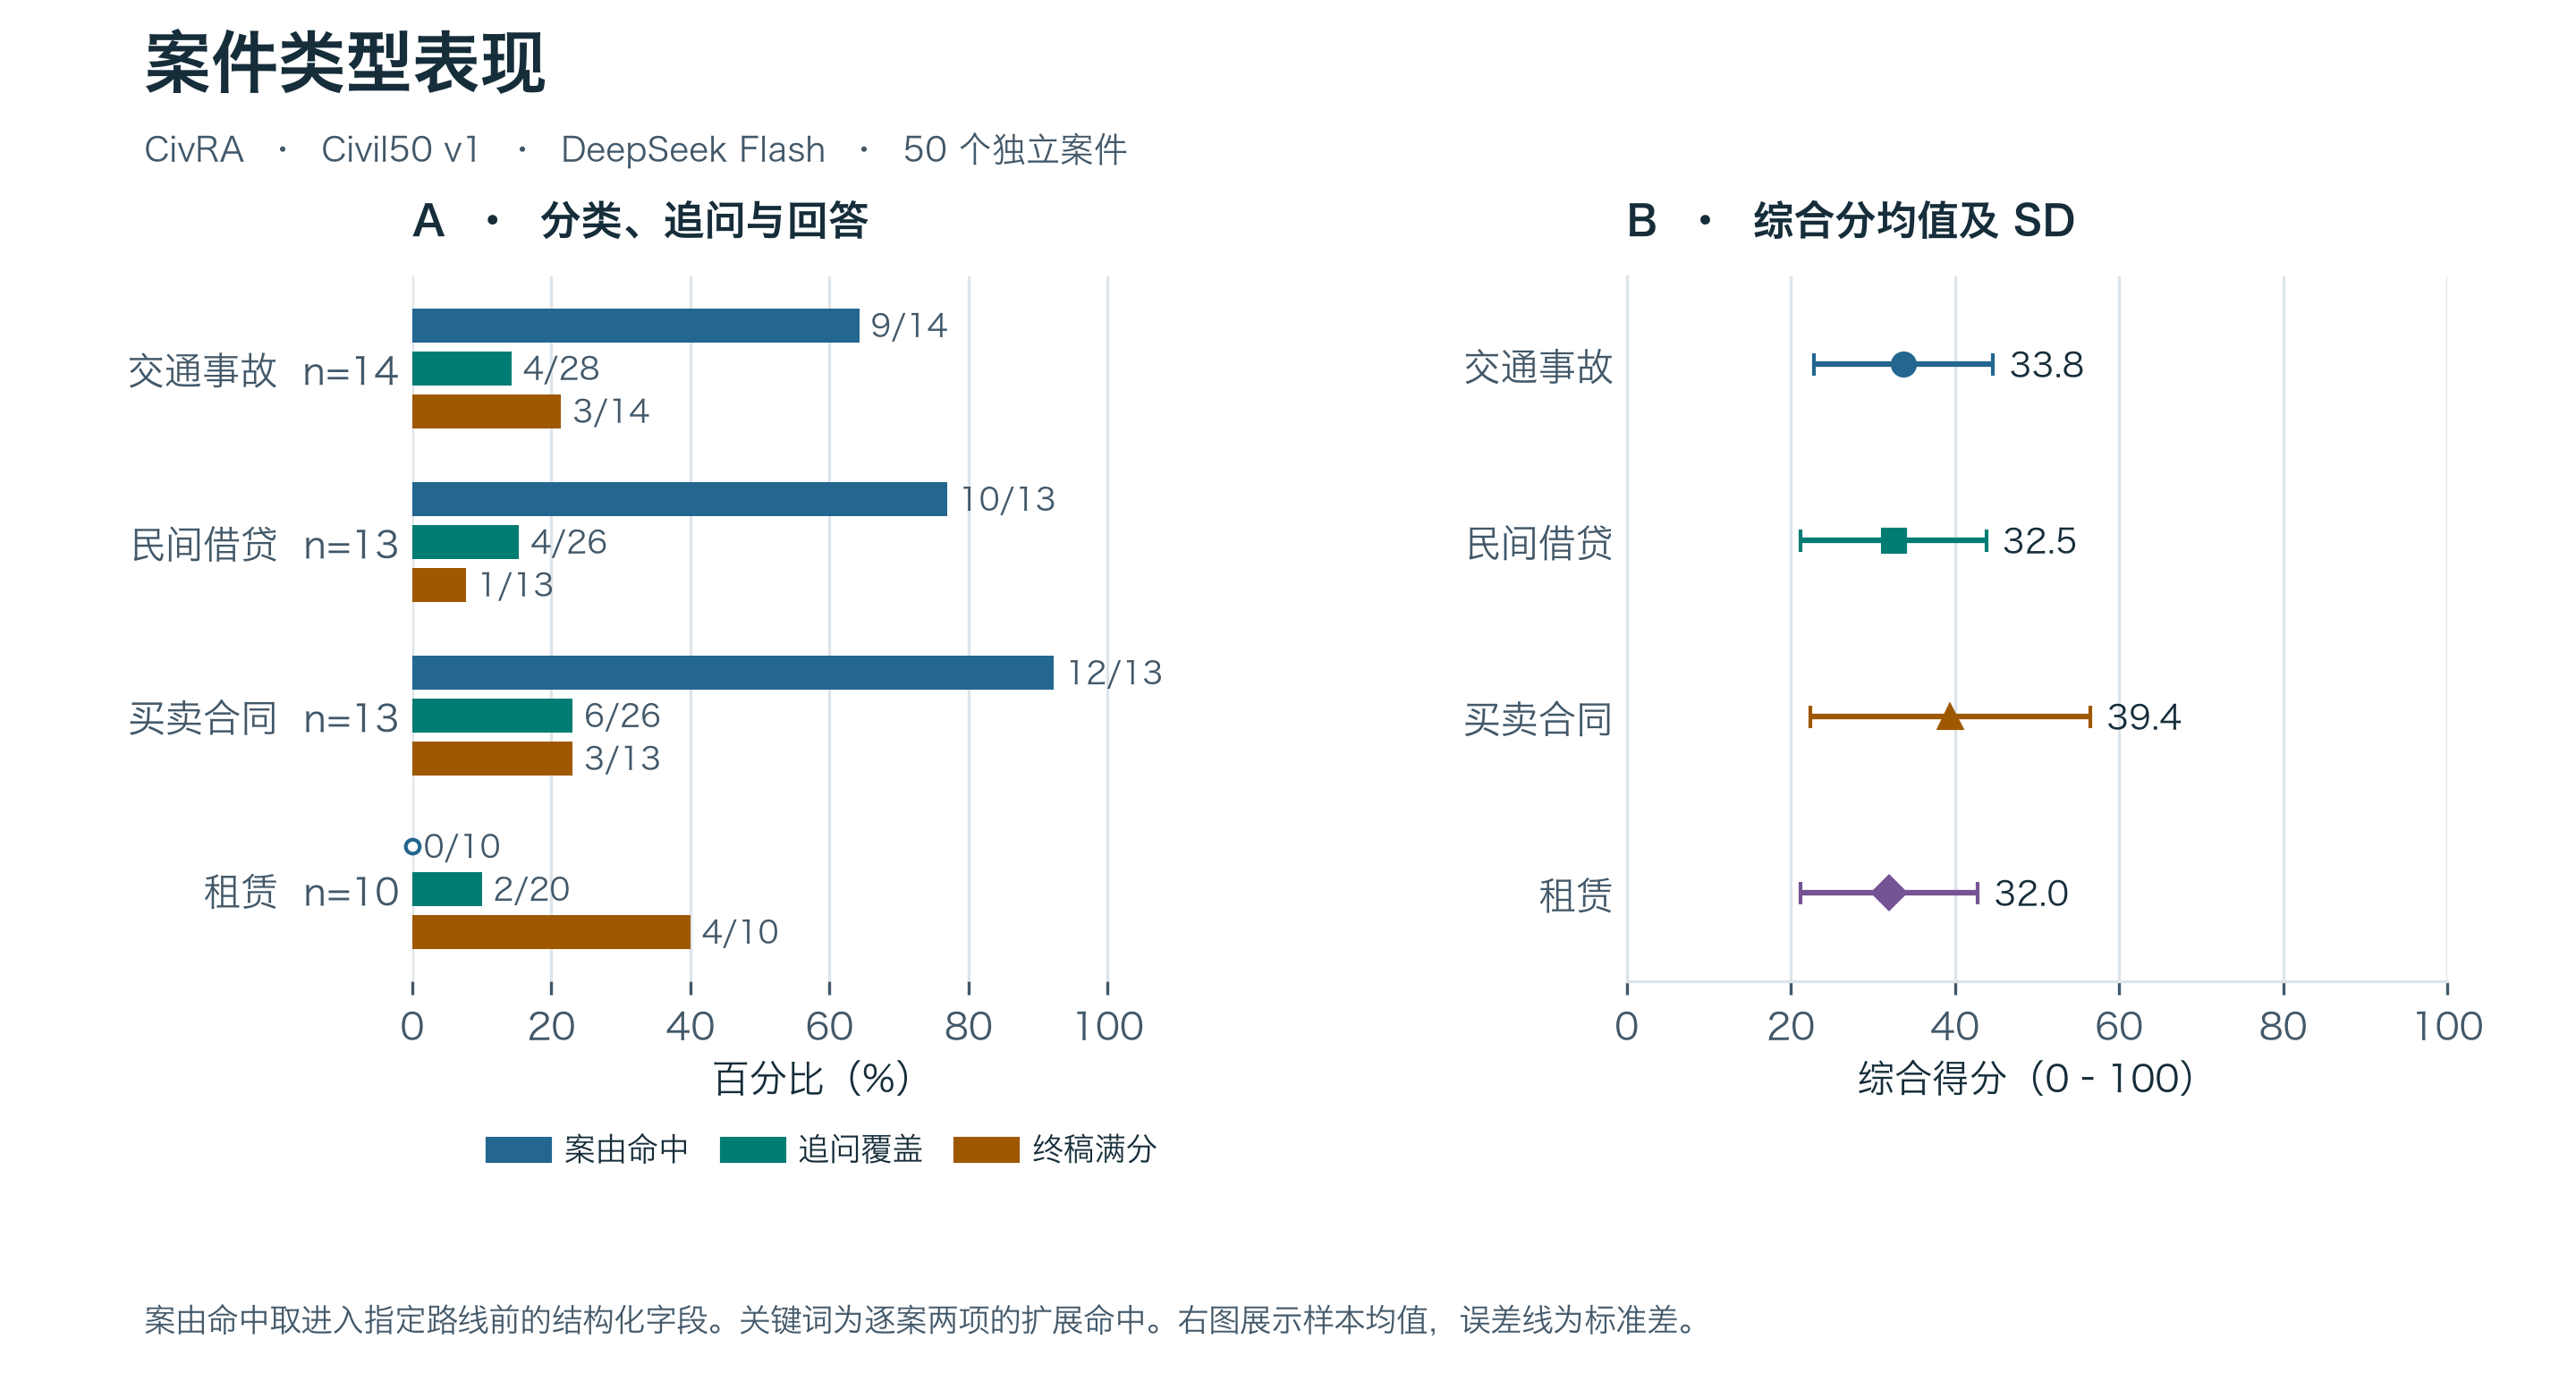 案件类型表现
CivRA · Civil50 v1 · DeepSeek Flash · 50 个独立案件
A · 分类、追问与回答
交通事故 n=14
9/14
4/28
3/14
民间借贷 n=13
10/13
4/26
1/13
买卖合同 n=13
12/13
6/26
3/13
租赁 n=10
0/10
2/20
4/10
0 20 40 60 80 100
百分比（%）
案由命中 追问覆盖 终稿满分
B · 综合分均值及 SD
交通事故 33.8
民间借贷 32.5
买卖合同 39.4
租赁 32.0
0 20 40 60 80 100
综合得分（0 - 100）
案由命中取进入指定路线前的结构化字段。关键词为逐案两项的扩展命中。右图展示样本均值，误差线为标准差。